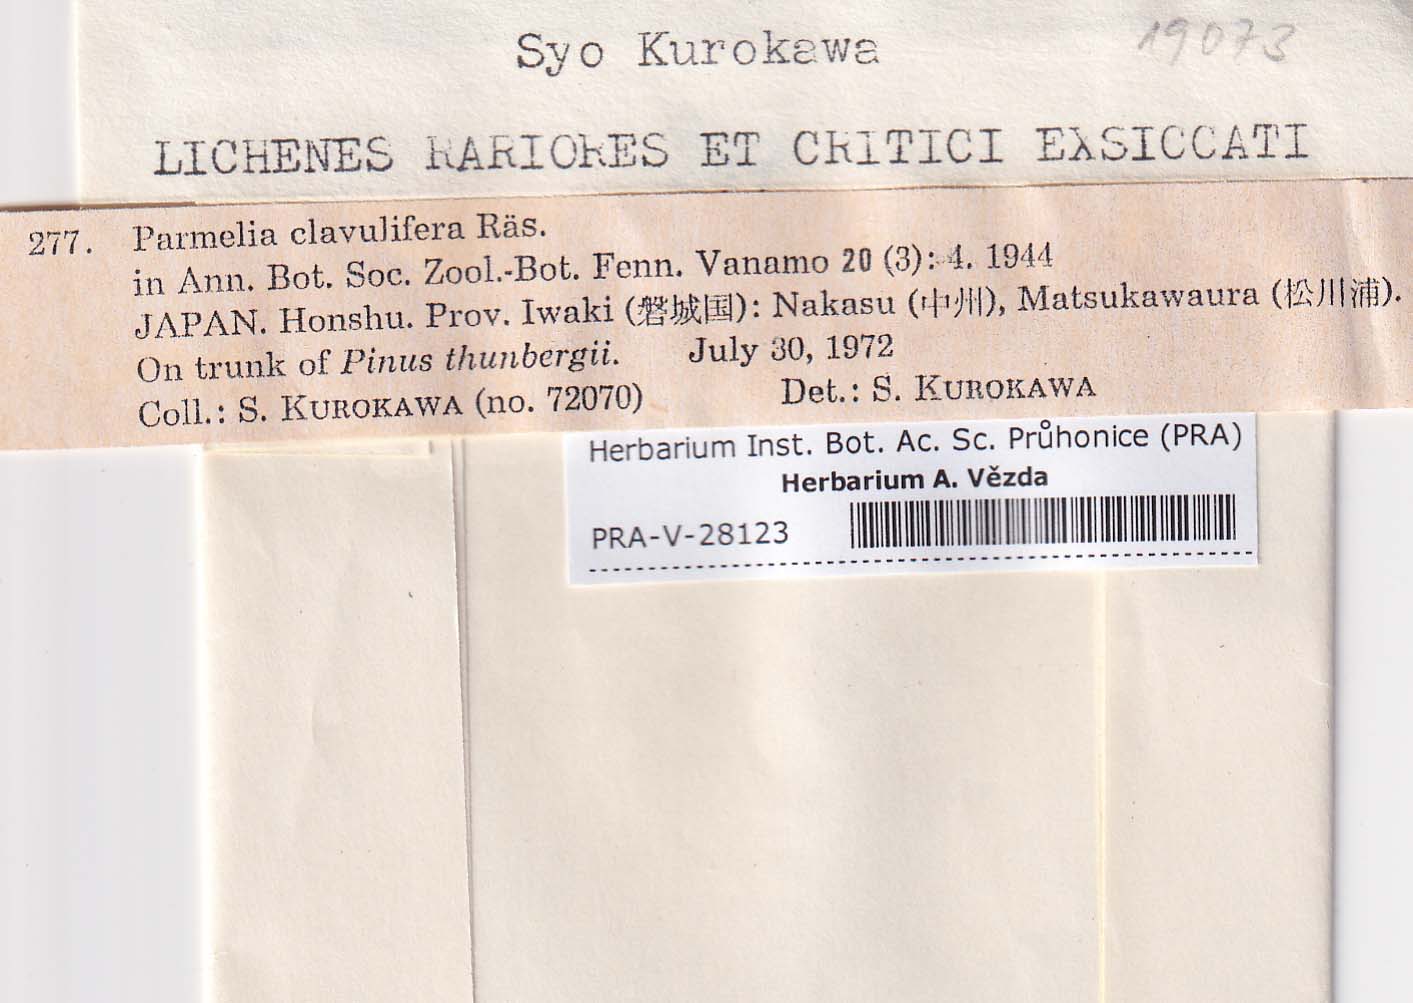 Syo Kurokawa
19073
LICHENES RARIORES ET CRITICI EXSICCATI
277. Parmelia clavulifera Räs.
in Ann. Bot. Soc. Zool.-Bot. Fenn. Vanamo 20 (3): 4. 1944
JAPAN. Honshu. Prov. Iwaki (磐城国): Nakasu (中州), Matsukawaura (松川浦).
On trunk of Pinus thunbergii. July 30, 1972
Coll.: S. KUROKAWA (no. 72070) Det.: S. KUROKAWA
Herbarium Inst. Bot. Ac. Sc. Průhonice (PRA)
Herbarium A. Vězda
PRA-V-28123